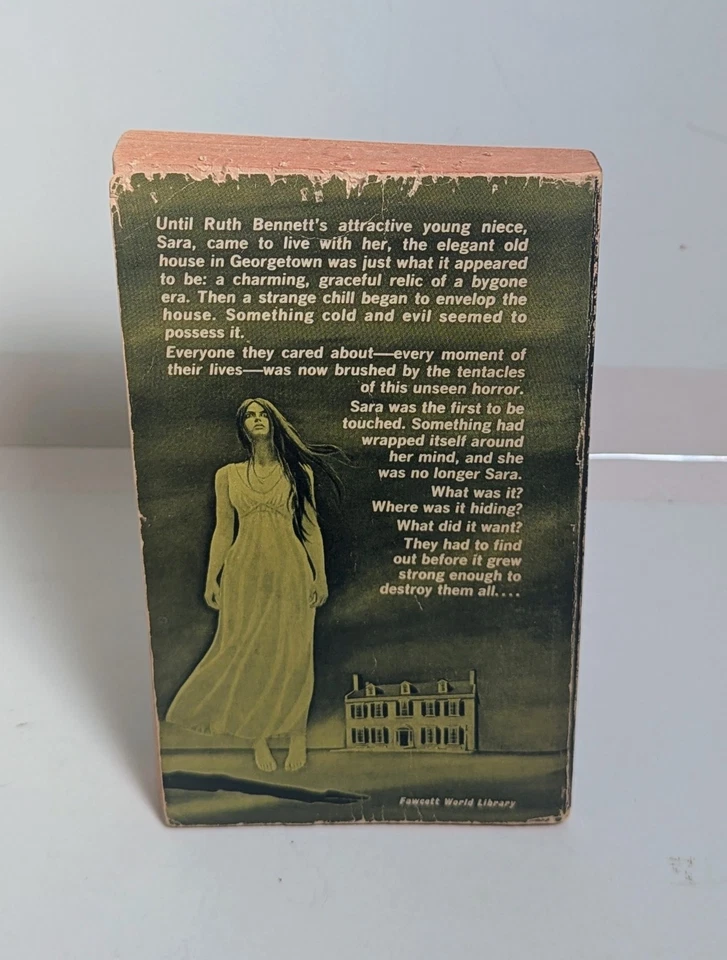 Until Ruth Bennett's attractive young niece,
Sara, came to live with her, the elegant old
house in Georgetown was just what it appeared
to be: a charming, graceful relic of a bygone
era. Then a strange chill began to envelop the
house. Something cold and evil seemed to
possess it.
Everyone they cared about—every moment of
their lives—was now brushed by the tentacles
of this unseen horror.
Sara was the first to be
touched. Something had
wrapped itself around
her mind, and she
was no longer Sara.
What was it?
Where was it hiding?
What did it want?
They had to find
out before it grew
strong enough to
destroy them all....
Fawcett World Library